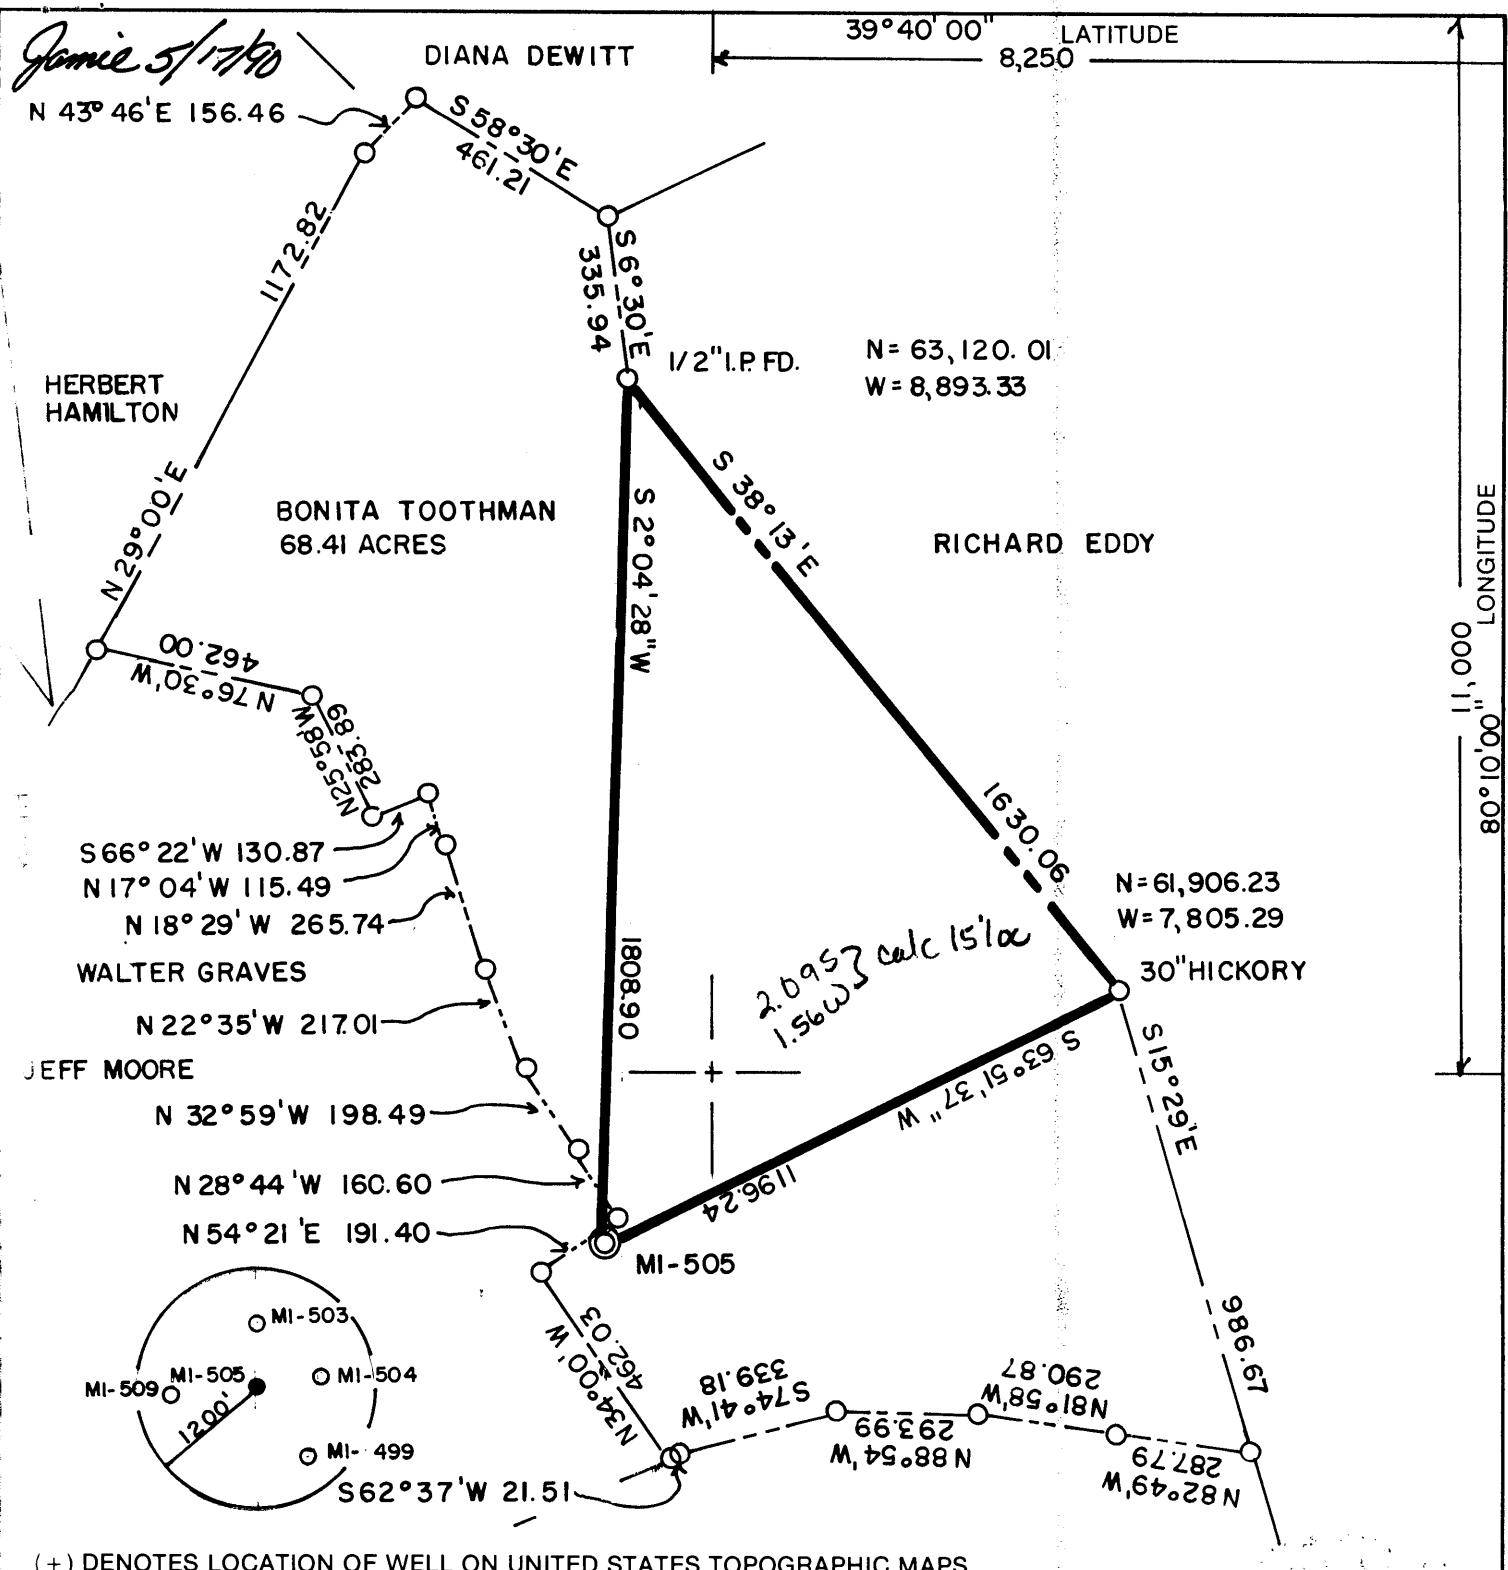 Jamie 5/17/90
DIANA DEWITT
39°40'00" LATITUDE
8,250
N 43° 46'E 156.46
S 58°30'E
461.21
1172.82
S 6°30'E
335.94
1/2" I.P. FD.
N= 63,120.01
W= 8,893.33
HERBERT
HAMILTON
N 29°00'E
BONITA TOOTHMAN
68.41 ACRES
S 38°13'E
RICHARD EDDY
S 2°04'28"W
LONGITUDE
11,000
80°10'00"
462.00
N76°30'W
N25°58'W
283.89
S 66° 22' W 130.87
N 17° 04' W 115.49
N 18° 29' W 265.74
1630.06
N=61,906.23
W=7,805.29
30" HICKORY
WALTER GRAVES
1808.90
2.09S } calc 15' loc
1.56W
N 22°35'W 217.01
JEFF MOORE
S 63°51'37" W
S15°29'E
N 32°59'W 198.49
N 28°44'W 160.60
1196.24
N 54°21'E 191.40
MI-505
MI-503
MI-505
MI-504
MI-509
1200'
MI-499
N34°00'W
462.03
986.67
S74°41'W
339.18
N88°54'W
293.99
N81°58'W
290.87
N82°49'W
287.79
S62°37'W 21.51
(+) DENOTES LOCATION OF WELL ON UNITED STATES TOPOGRAPHIC MAPS